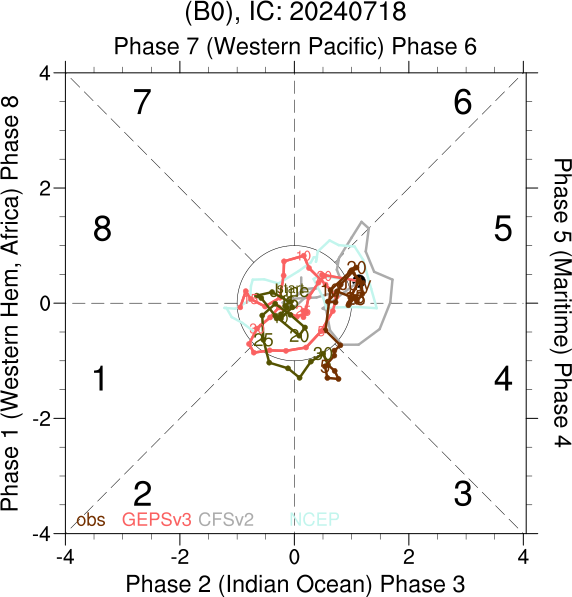 (B0), IC: 20240718
Phase 7 (Western Pacific) Phase 6
Phase 1 (Western Hem, Africa) Phase 8
Phase 5 (Maritime) Phase 4
4
2
0
-2
-4
7
6
8
5
1
4
2
3
20
25
20
30
obs GEPSv3 CFSv2 NCEP
-4 -2 0 2 4
Phase 2 (Indian Ocean) Phase 3